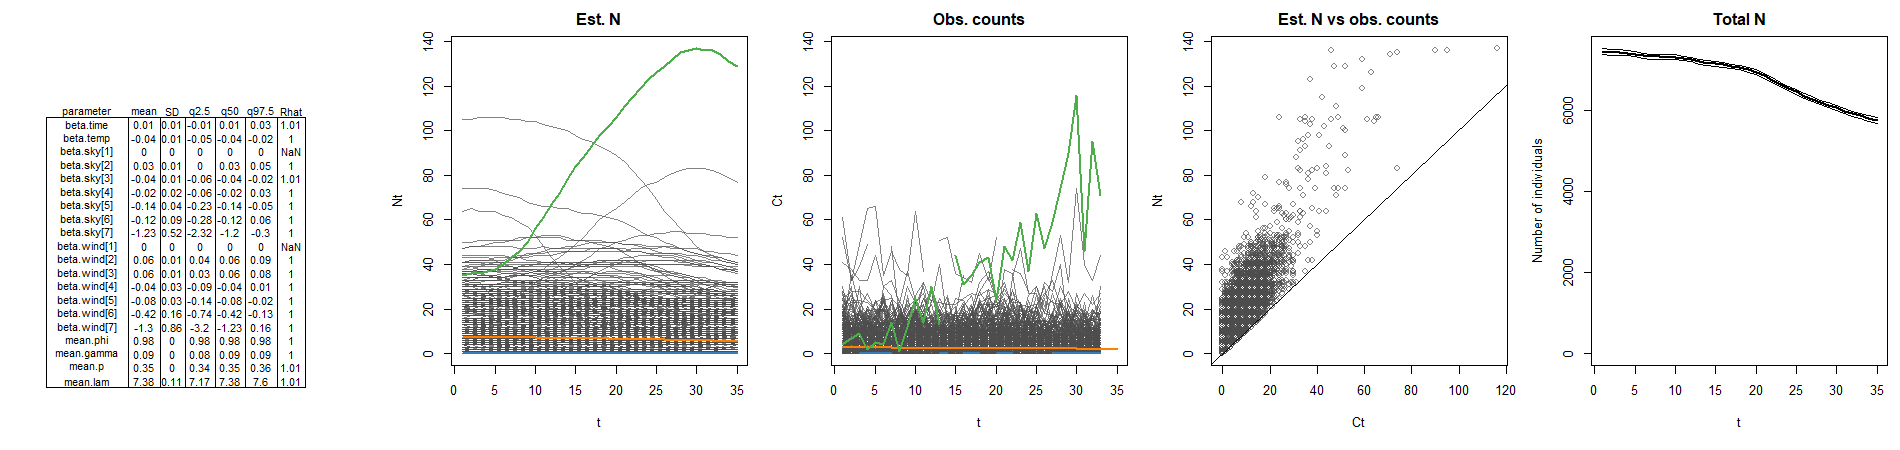 parameter mean SD q2.5 q50 q97.5 Rhat
beta.time 0.01 0.01 -0.01 0.01 0.03 1.01
beta.temp -0.04 0.01 -0.05 -0.04 -0.02 1
beta.sky[1] 0 0 0 0 0 NaN
beta.sky[2] 0.03 0.01 0 0.03 0.05 1
beta.sky[3] -0.04 0.01 -0.06 -0.04 -0.02 1.01
beta.sky[4] -0.02 0.02 -0.06 -0.02 0.03 1
beta.sky[5] -0.14 0.04 -0.23 -0.14 -0.05 1
beta.sky[6] -0.12 0.09 -0.28 -0.12 0.06 1
beta.sky[7] -1.23 0.52 -2.32 -1.2 -0.3 1
beta.wind[1] 0 0 0 0 0 NaN
beta.wind[2] 0.06 0.01 0.04 0.06 0.09 1
beta.wind[3] 0.06 0.01 0.03 0.06 0.08 1
beta.wind[4] -0.04 0.03 -0.09 -0.04 0.01 1
beta.wind[5] -0.08 0.03 -0.14 -0.08 -0.02 1
beta.wind[6] -0.42 0.16 -0.74 -0.42 -0.13 1
beta.wind[7] -1.3 0.86 -3.2 -1.23 0.16 1
mean.phi 0.98 0 0.98 0.98 0.98 1
mean.gamma 0.09 0 0.08 0.09 0.09 1
mean.p 0.35 0 0.34 0.35 0.36 1.01
mean.lam 7.38 0.11 7.17 7.38 7.6 1.01
Est. N
Nt
0 20 40 60 80 100 120 140
0 5 10 15 20 25 30 35
t
Obs. counts
Ct
0 20 40 60 80 100 120 140
0 5 10 15 20 25 30 35
t
Est. N vs obs. counts
Nt
0 20 40 60 80 100 120 140
0 20 40 60 80 100 120
Ct
Total N
Number of individuals
0 2000 4000 6000
0 5 10 15 20 25 30 35
t